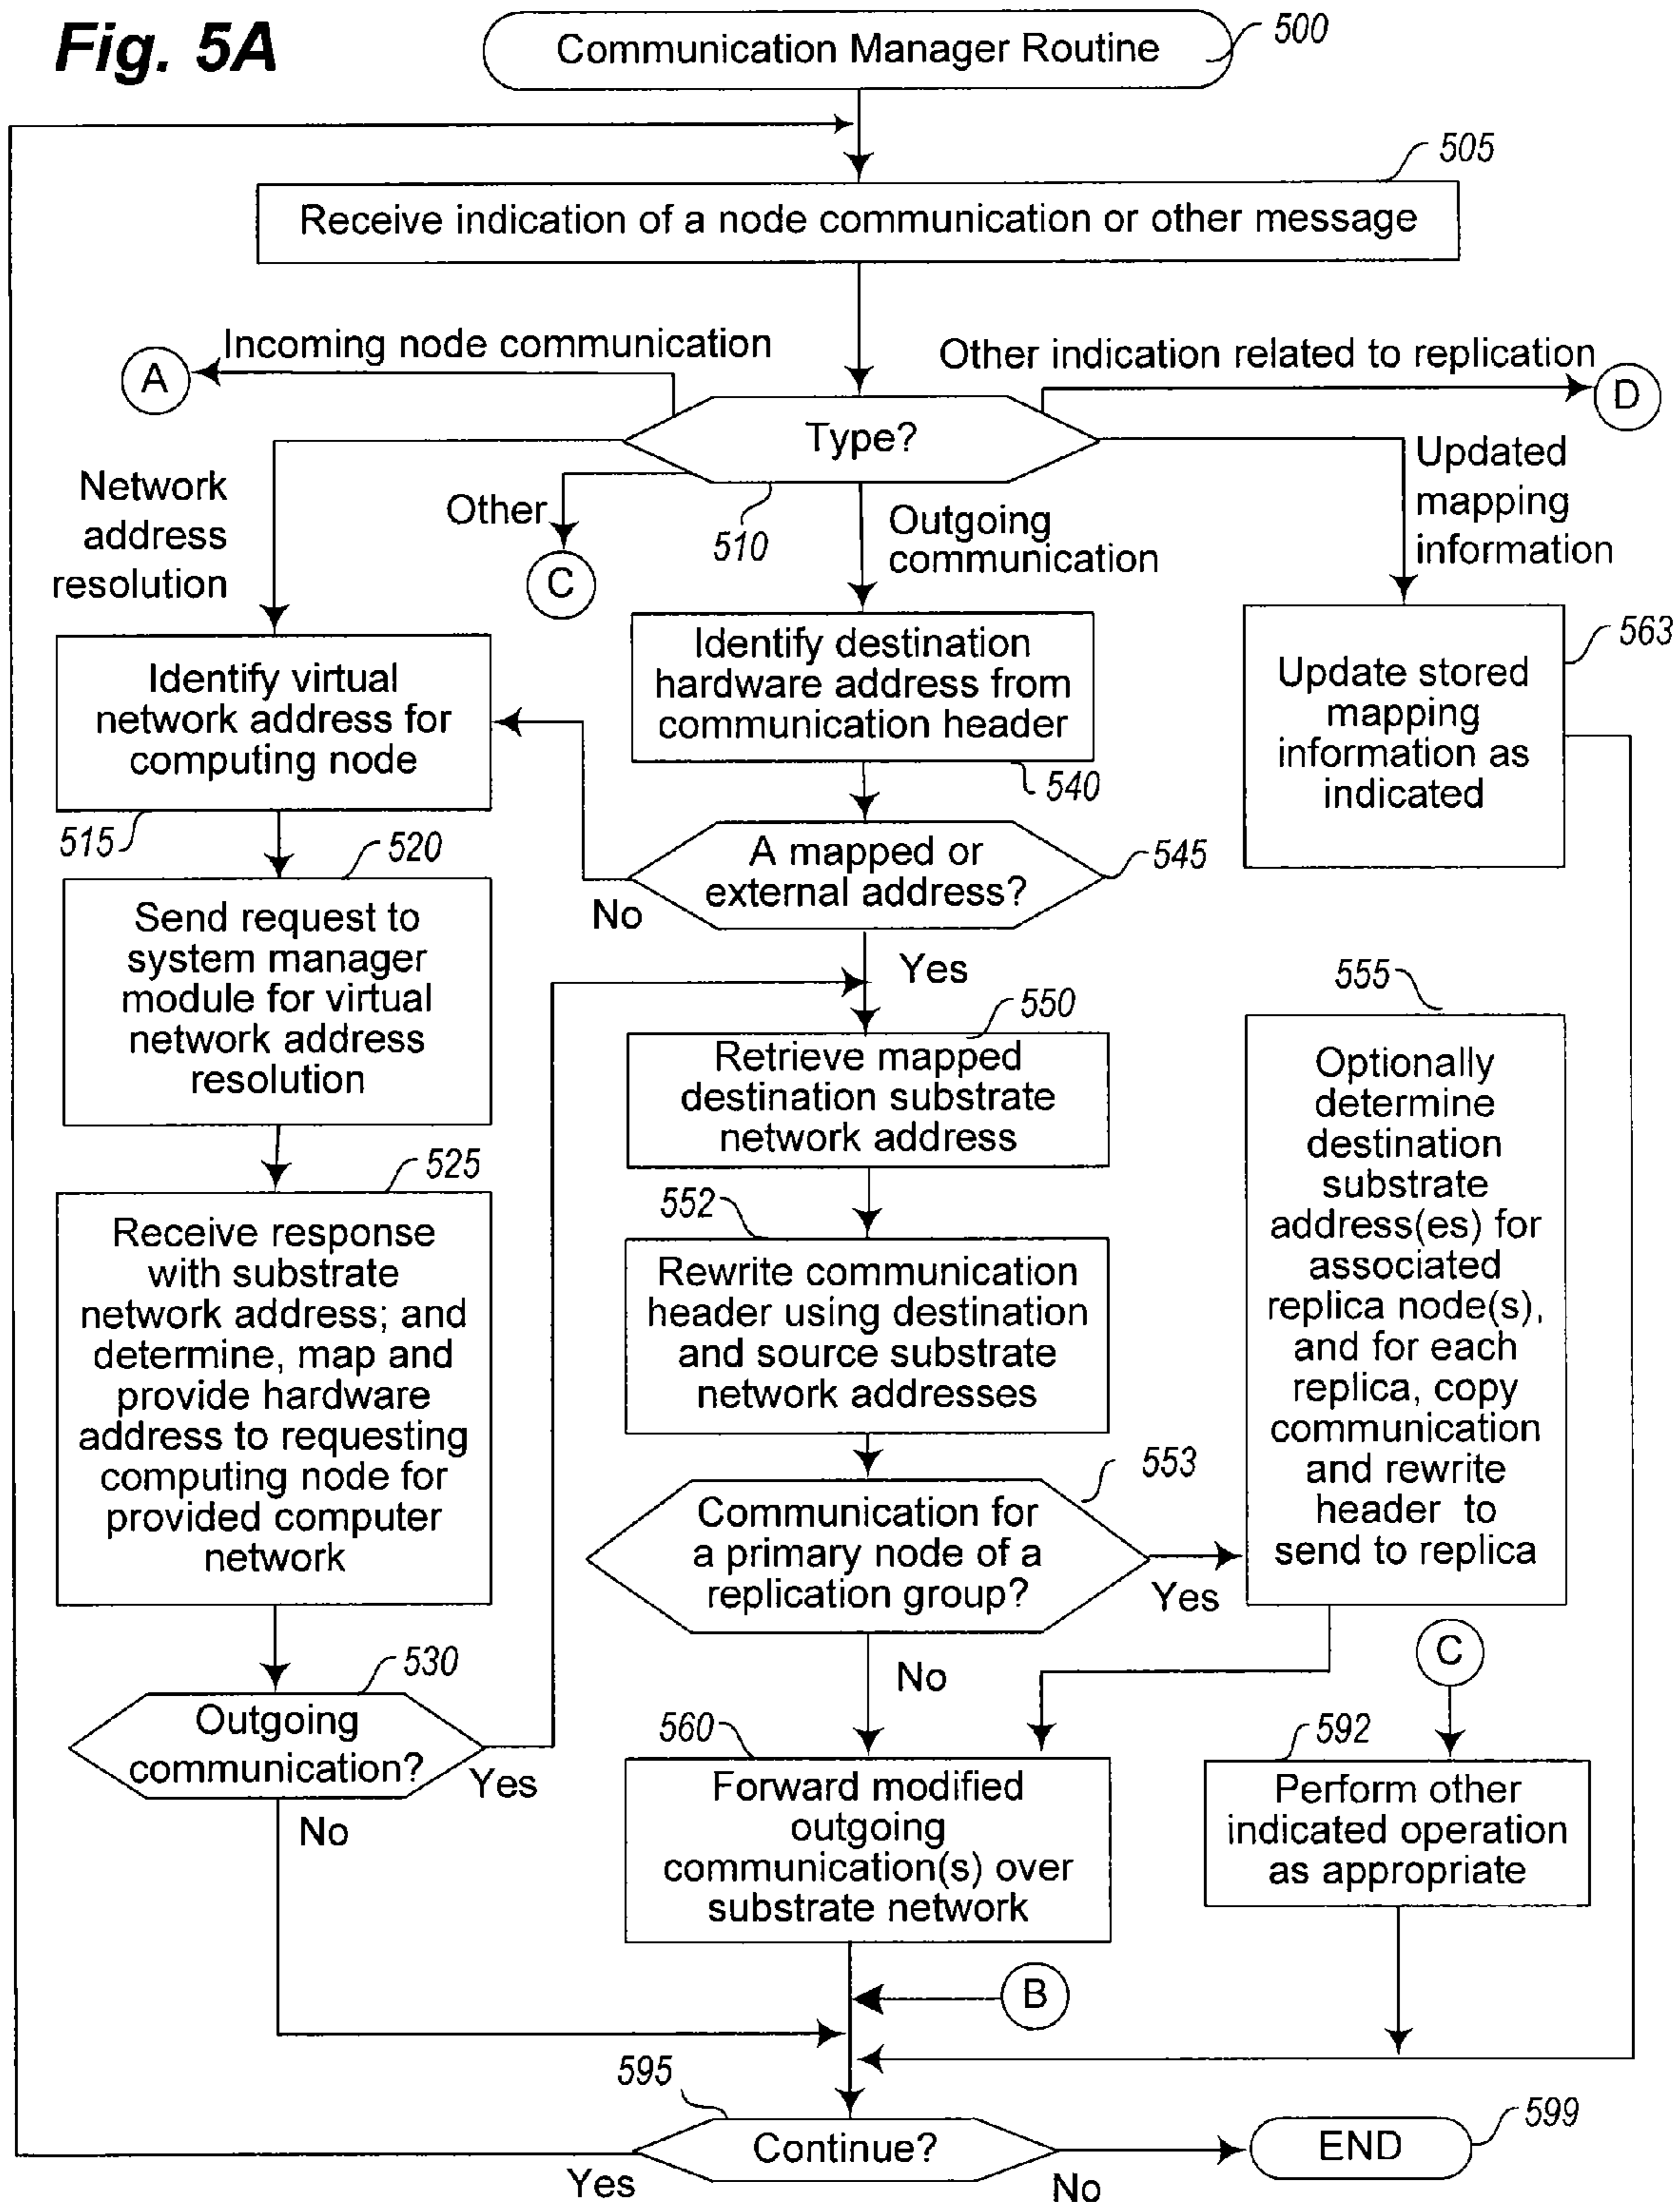 Fig. 5A
Communication Manager Routine
500
505
Receive indication of a node communication or other message
Incoming node communication
A
Other indication related to replication
D
Type?
510
Network
address
resolution
Other
C
Outgoing
communication
Updated
mapping
information
Identify virtual
network address for
computing node
515
Identify destination
hardware address from
communication header
540
563
Update stored
mapping
information as
indicated
A mapped or
external address?
545
No
Yes
520
Send request to
system manager
module for virtual
network address
resolution
550
Retrieve mapped
destination substrate
network address
555
Optionally
determine
destination
substrate
address(es) for
associated
replica node(s),
and for each
replica, copy
communication
and rewrite
header to
send to replica
525
Receive response
with substrate
network address; and
determine, map and
provide hardware
address to requesting
computing node for
provided computer
network
552
Rewrite communication
header using destination
and source substrate
network addresses
553
Communication for
a primary node of a
replication group?
Yes
No
530
Outgoing
communication?
Yes
No
560
Forward modified
outgoing
communication(s) over
substrate network
C
592
Perform other
indicated operation
as appropriate
B
595
Continue?
Yes
No
END
599